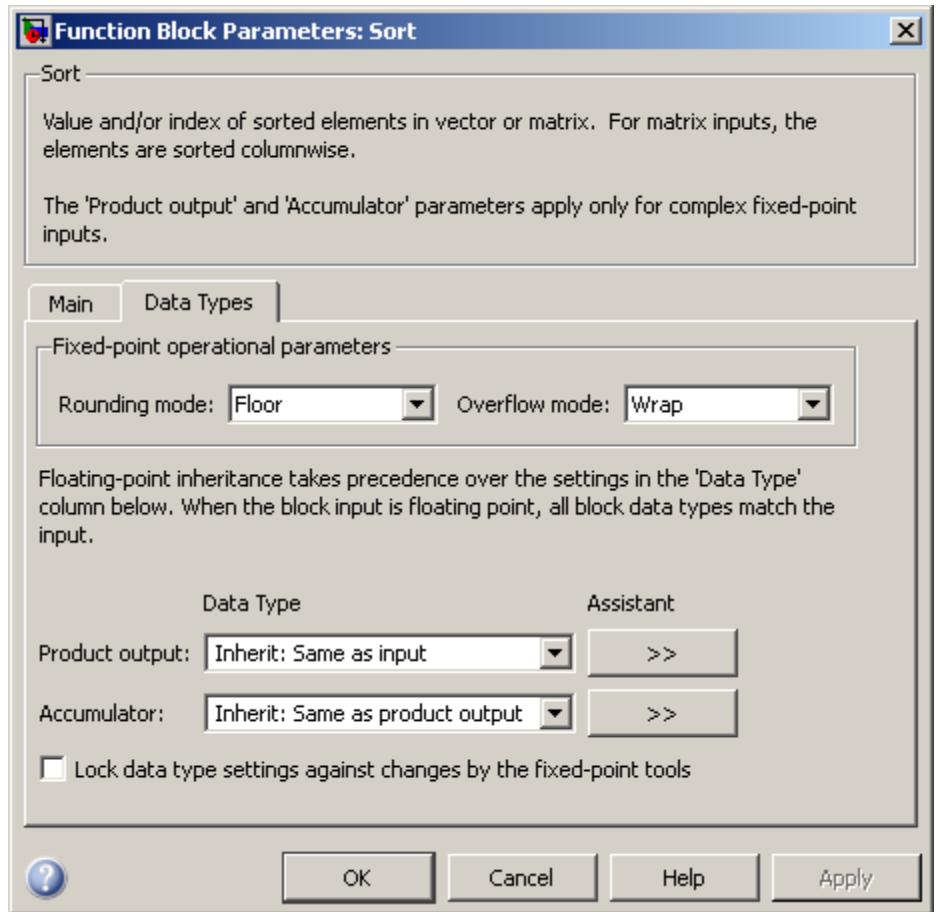 Function Block Parameters: Sort
Sort
Value and/or index of sorted elements in vector or matrix. For matrix inputs, the
elements are sorted columnwise.
The 'Product output' and 'Accumulator' parameters apply only for complex fixed-point
inputs.
Main Data Types
Fixed-point operational parameters
Rounding mode: Floor Overflow mode: Wrap
Floating-point inheritance takes precedence over the settings in the 'Data Type'
column below. When the block input is floating point, all block data types match the
input.
Data Type Assistant
Product output: Inherit: Same as input >>
Accumulator: Inherit: Same as product output >>
Lock data type settings against changes by the fixed-point tools
? OK Cancel Help Apply